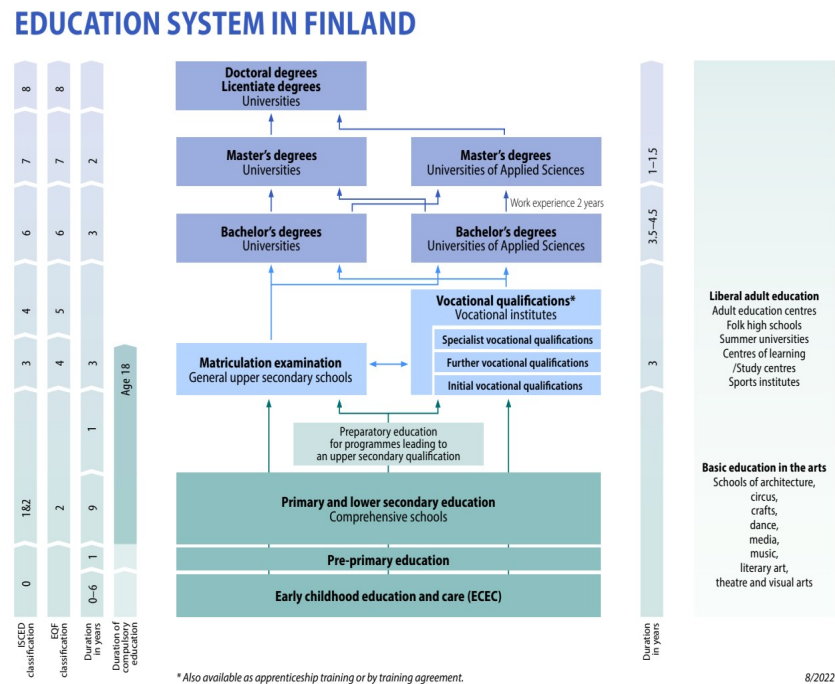 EDUCATION SYSTEM IN FINLAND
8
8
Doctoral degrees
Licentiate degrees
Universities
7
7
2
Master's degrees
Universities
Master's degrees
Universities of Applied Sciences
1–1.5
Work experience 2 years
6
6
3
Bachelor's degrees
Universities
Bachelor's degrees
Universities of Applied Sciences
3.5–4.5
4
5
Vocational qualifications*
Vocational institutes
Specialist vocational qualifications
Further vocational qualifications
Initial vocational qualifications
3
4
3
Age 18
Matriculation examination
General upper secondary schools
3
Liberal adult education
Adult education centres
Folk high schools
Summer universities
Centres of learning
/Study centres
Sports institutes
1
Preparatory education
for programmes leading to
an upper secondary qualification
1&2
2
9
Primary and lower secondary education
Comprehensive schools
Basic education in the arts
Schools of architecture,
circus,
crafts,
dance,
media,
music,
literary art,
theatre and visual arts
0
1
Pre-primary education
0–6
Early childhood education and care (ECEC)
ISCED
classification
EQF
classification
Duration
in years
Duration of
compulsory
education
Duration
in years
* Also available as apprenticeship training or by training agreement.
8/2022